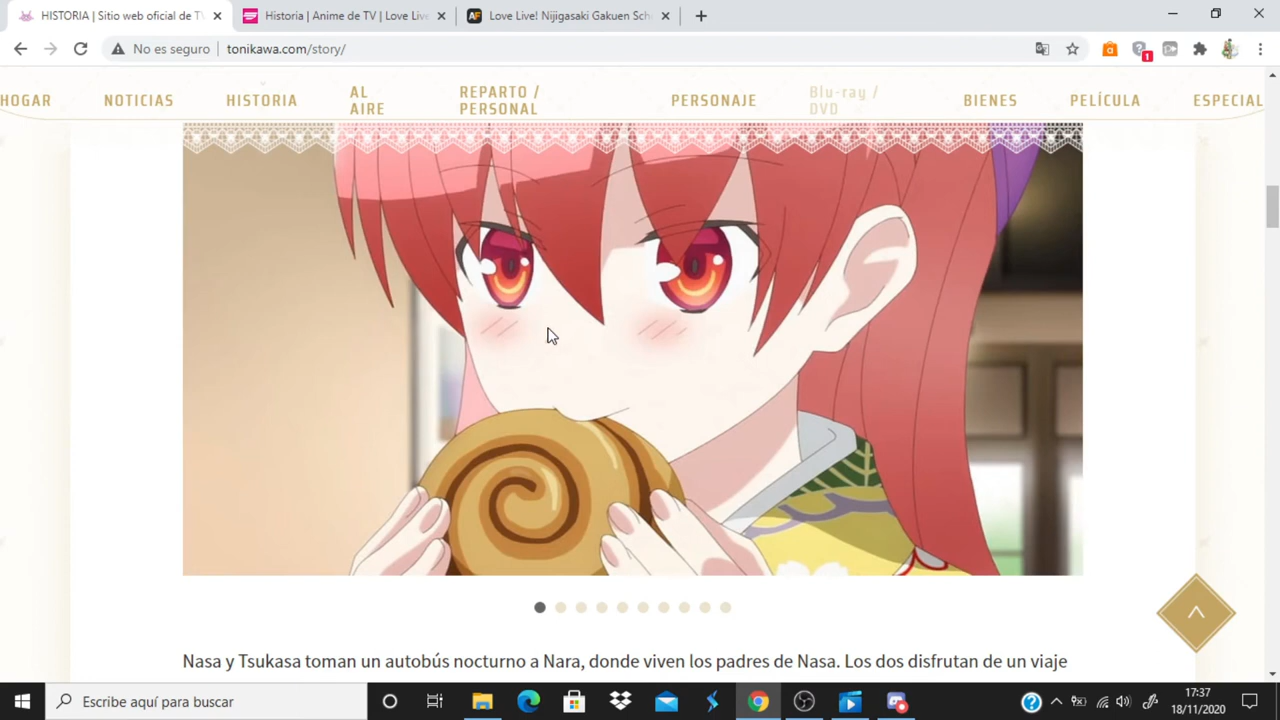 HISTORIA | Sitio web oficial de TV
Historia | Anime de TV | Love Live
Love Live! Nijigasaki Gakuen Sch
No es seguro
tonikawa.com/story/
1
HOGAR
NOTICIAS
HISTORIA
AL
AIRE
REPARTO /
PERSONAL
PERSONAJE
Blu-ray /
DVD
BIENES
PELÍCULA
ESPECIAL
Nasa y Tsukasa toman un autobús nocturno a Nara, donde viven los padres de Nasa. Los dos disfrutan de un viaje
Escribe aquí para buscar
17:37
18/11/2020